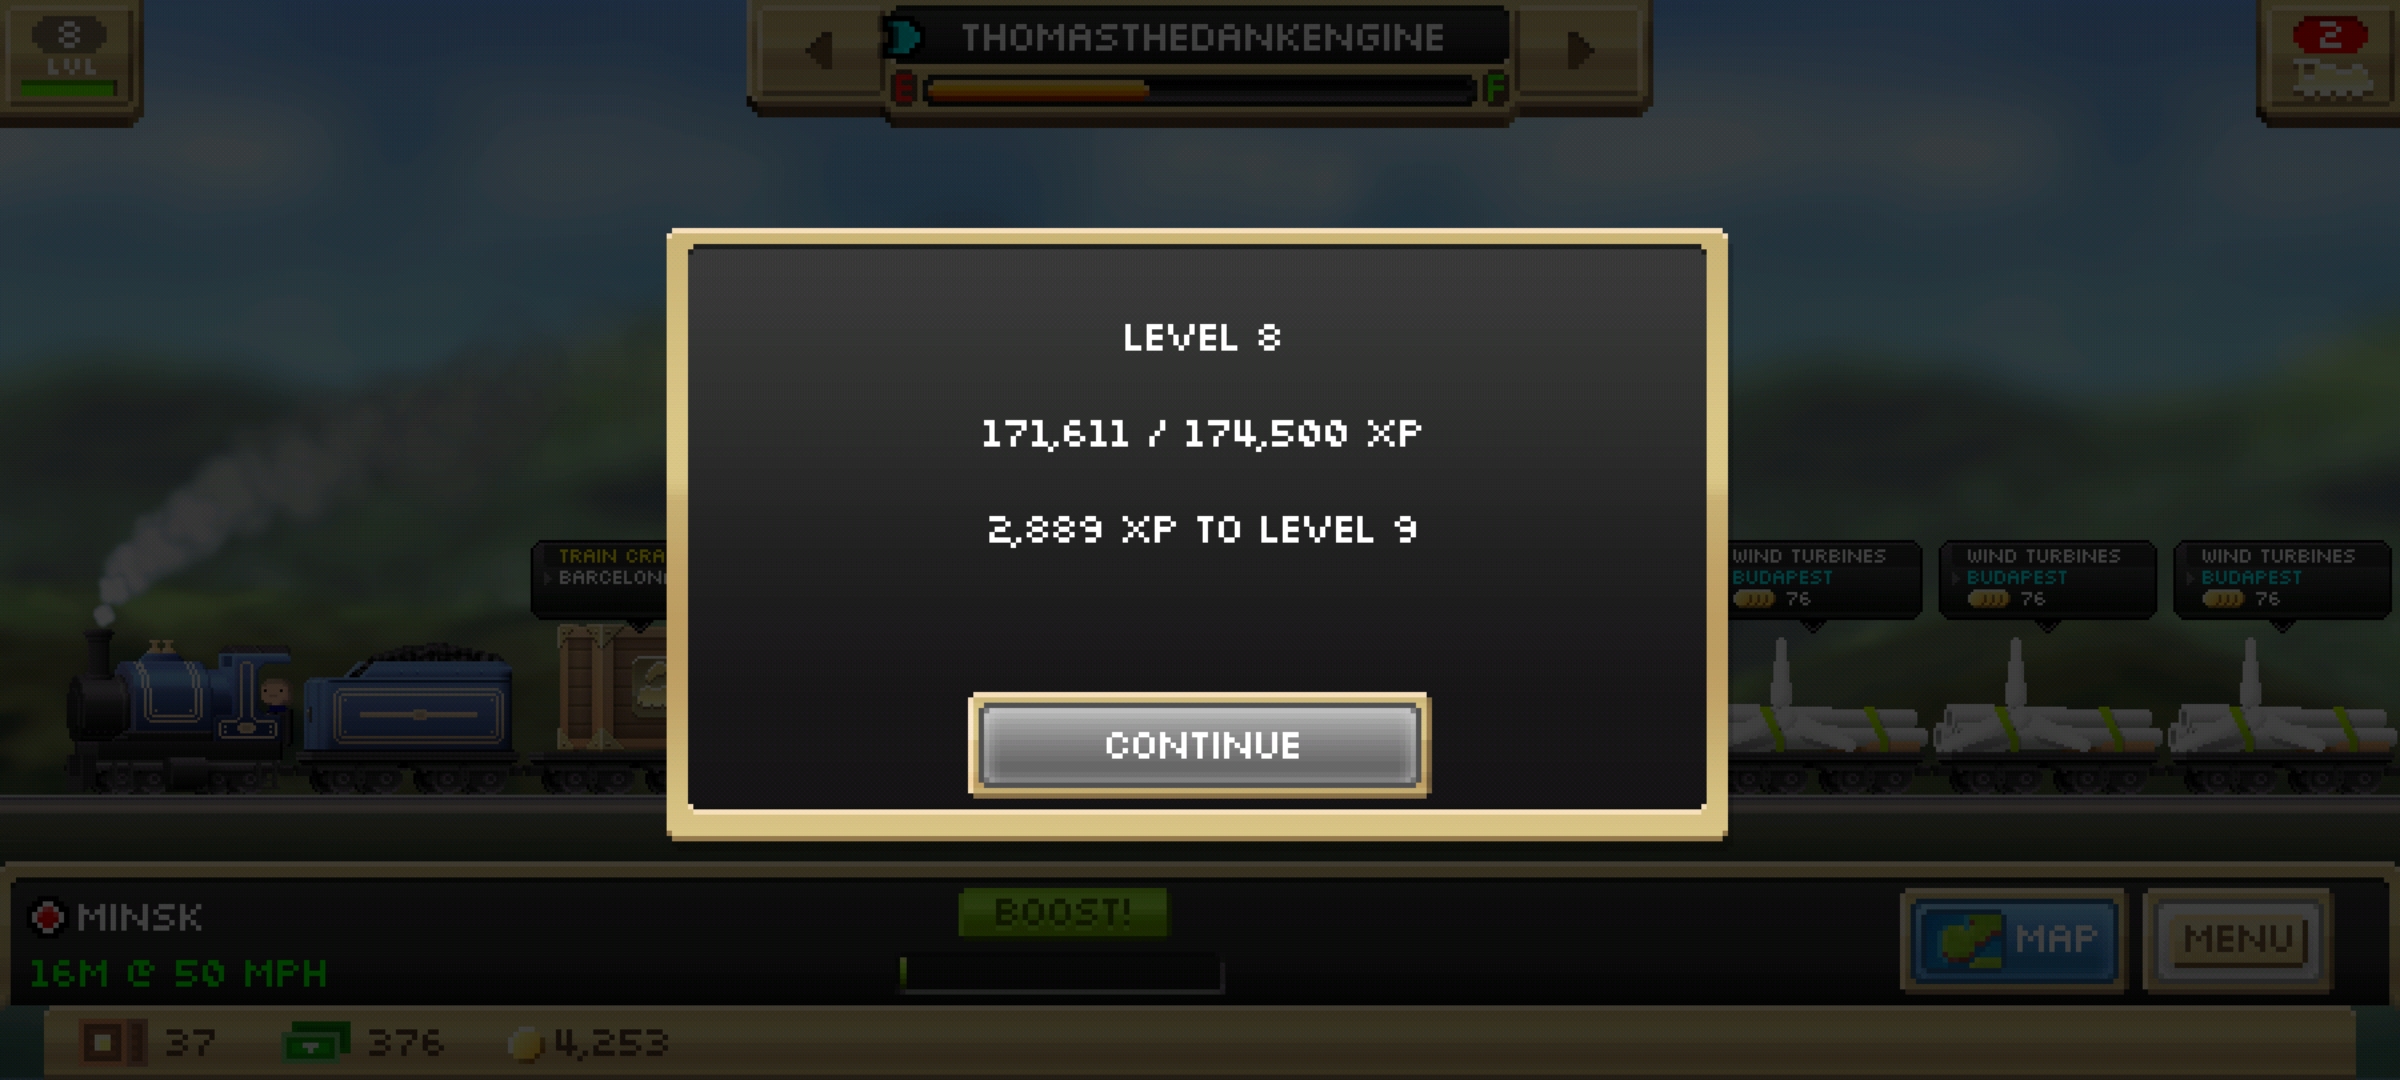 8
LVL
THOMASTHEDANKENGINE
E
F
2
LEVEL 8
171,611 / 174,500 XP
2,889 XP TO LEVEL 9
CONTINUE
TRAIN
WIND TURBINES
BUDAPEST
76
WIND TURBINES
BUDAPEST
76
WIND TURBINES
BUDAPEST
76
MINSK
16M @ 50 MPH
BOOST!
MAP
MENU
37
376
4,253